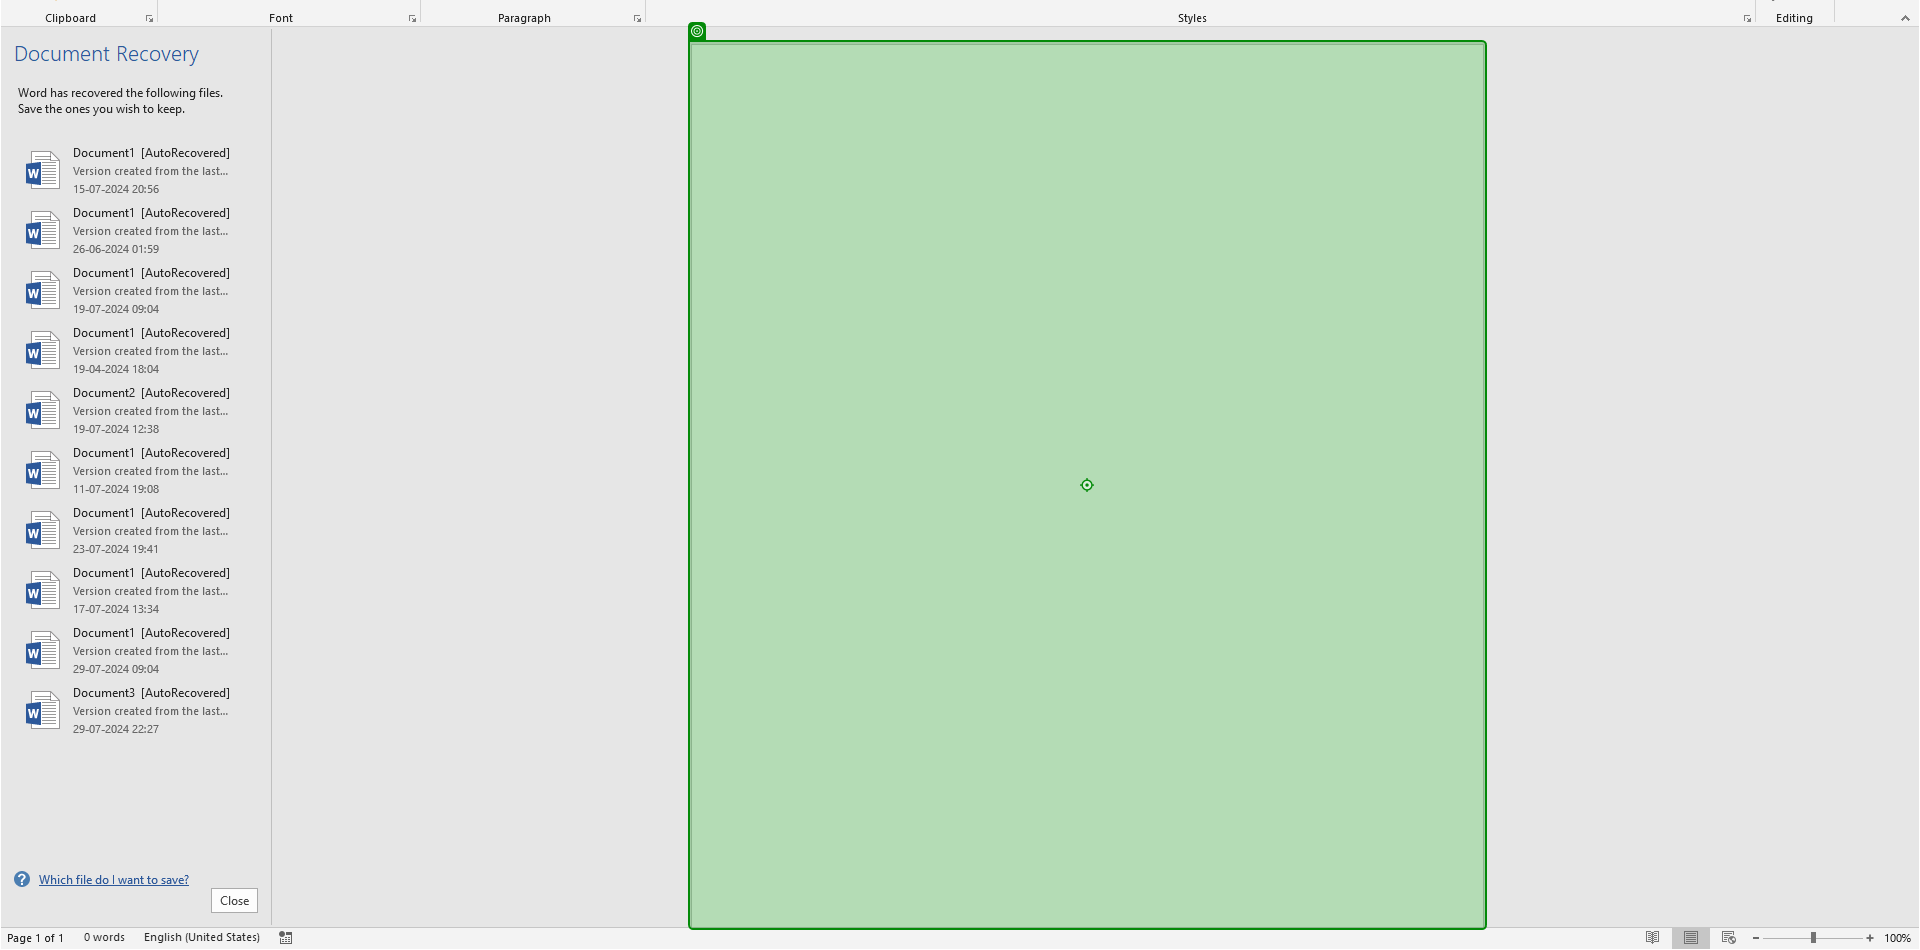 Clipboard
Font
Paragraph
Styles
Editing
Document Recovery
Word has recovered the following files.
Save the ones you wish to keep.
Document1 [AutoRecovered]
Version created from the last...
15-07-2024 20:56
Document1 [AutoRecovered]
Version created from the last...
26-06-2024 01:59
Document1 [AutoRecovered]
Version created from the last...
19-07-2024 09:04
Document1 [AutoRecovered]
Version created from the last...
19-04-2024 18:04
Document2 [AutoRecovered]
Version created from the last...
19-07-2024 12:38
Document1 [AutoRecovered]
Version created from the last...
11-07-2024 19:08
Document1 [AutoRecovered]
Version created from the last...
23-07-2024 19:41
Document1 [AutoRecovered]
Version created from the last...
17-07-2024 13:34
Document1 [AutoRecovered]
Version created from the last...
29-07-2024 09:04
Document3 [AutoRecovered]
Version created from the last...
29-07-2024 22:27
Which file do I want to save?
Close
Page 1 of 1 0 words English (United States) 100%